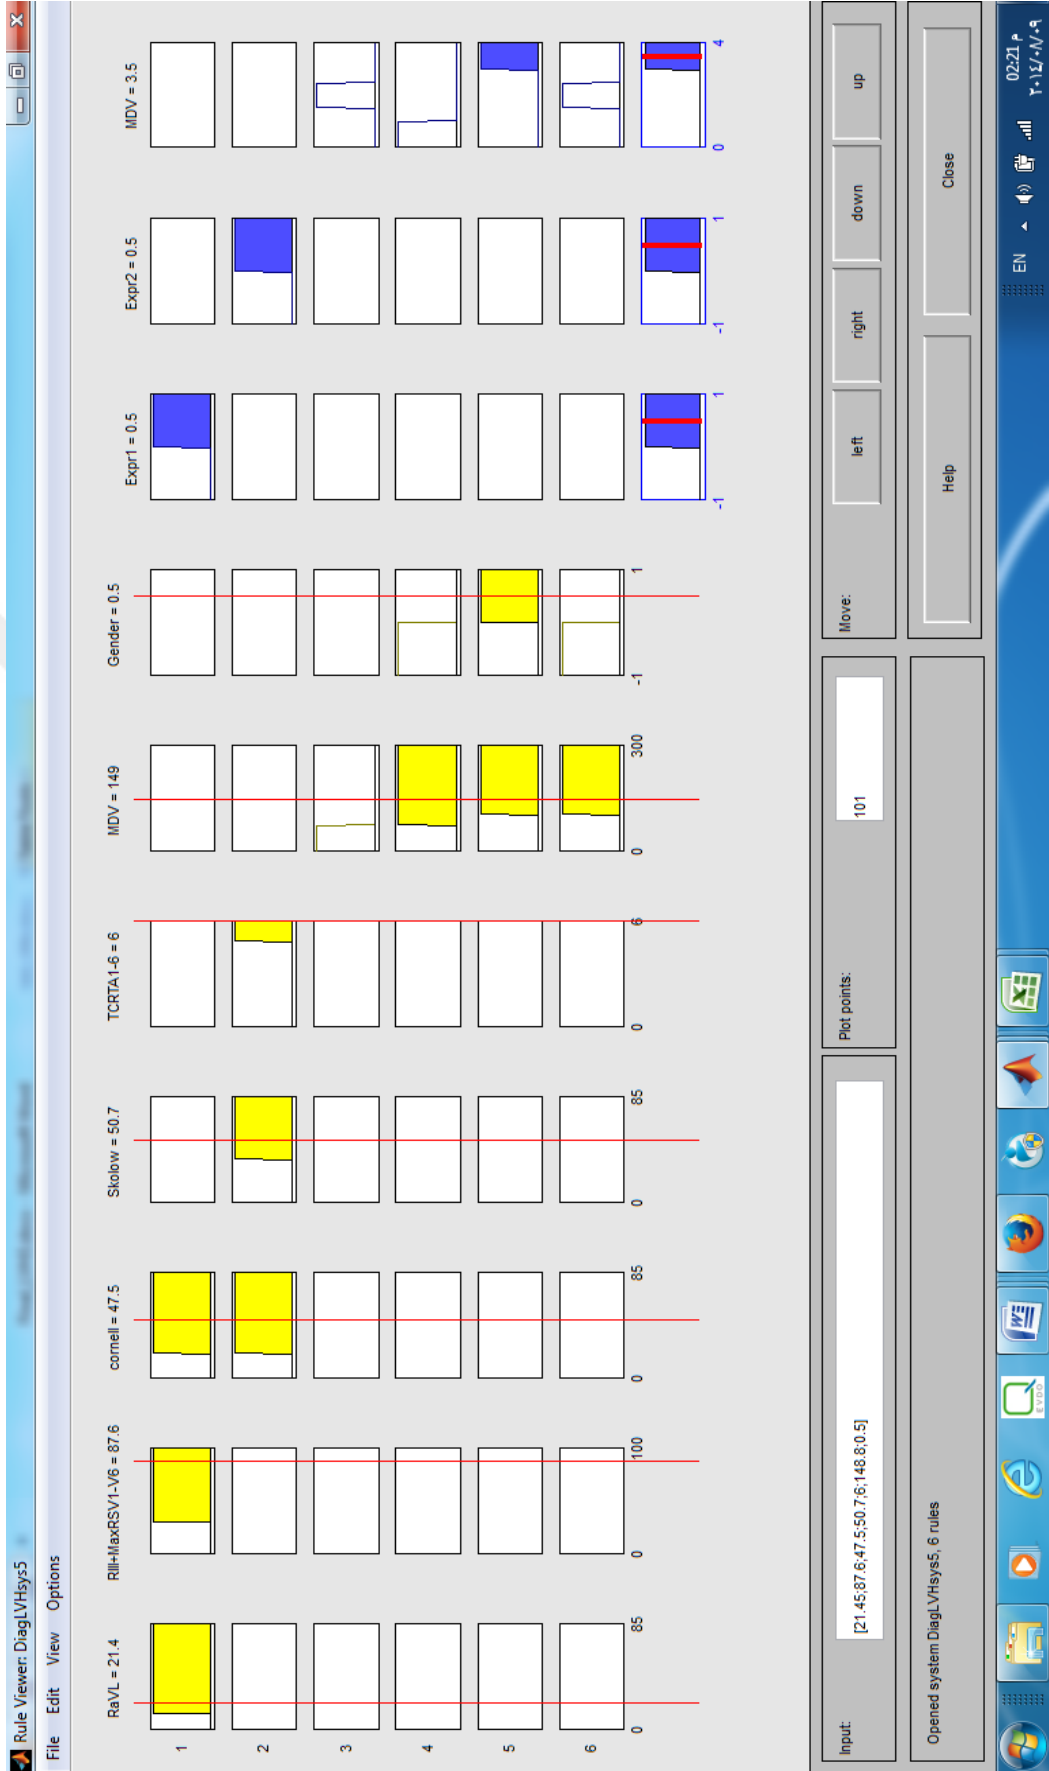 Rule Viewer: DiagLVHsys5
File Edit View Options
RaVL = 21.4
RIII+MaxRSV1-V6 = 87.6
cornell = 47.5
Skolow = 50.7
TCRTA1-6 = 6
MDV = 149
Gender = 0.5
Expr1 = 0.5
Expr2 = 0.5
MDV = 3.5
1
2
3
4
5
6
0 85
0 100
0 85
0 85
0 6
0 300
-1 1
-1 1
-1 1
0 4
Input:
[21.45;87.6;47.5;50.7;6;148.8;0.5]
Plot points:
101
Move:
left
right
down
up
Opened system DiagLVHsys5, 6 rules
Help
Close
EVDO
EN
02:21 م
٢٠١٤/٠٨/٠٩